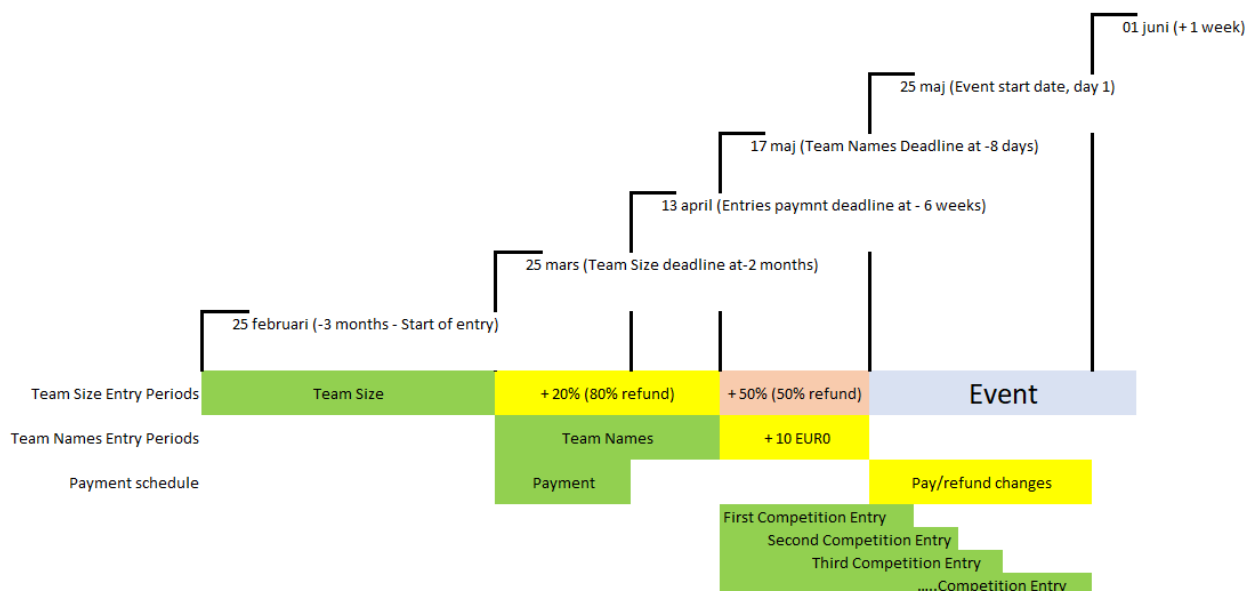 01 juni (+ 1 week)
25 maj (Event start date, day 1)
17 maj (Team Names Deadline at -8 days)
13 april (Entries paymnt deadline at - 6 weeks)
25 mars (Team Size deadline at-2 months)
25 februari (-3 months - Start of entry)
Team Size Entry Periods
Team Size
+ 20% (80% refund)
+ 50% (50% refund)
Event
Team Names Entry Periods
Team Names
+ 10 EUR0
Payment schedule
Payment
Pay/refund changes
First Competition Entry
Second Competition Entry
Third Competition Entry
.....Competition Entry